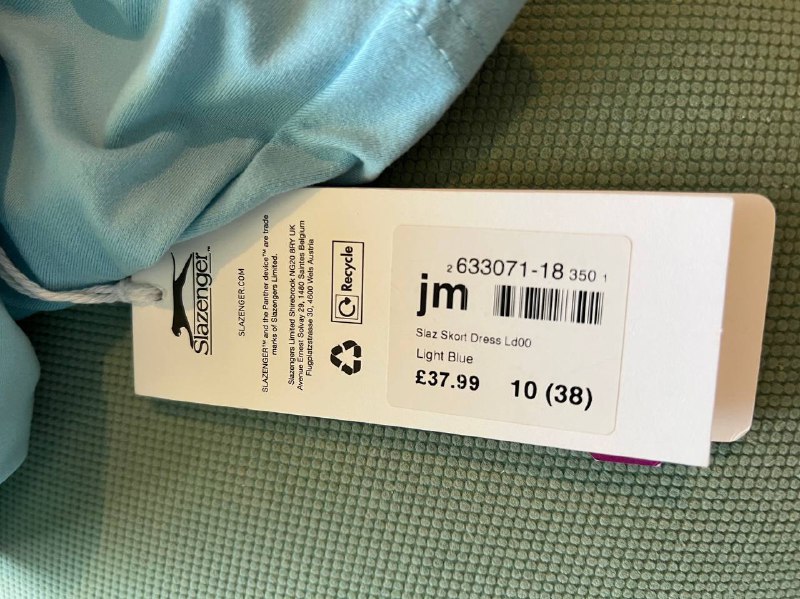 Slazenger™
SLAZENGER.COM
SLAZENGER™ and the Panther device™ are trade
marks of Slazengers Limited.
Slazengers Limited Shirebrook NG20 8RY UK
Avenue Ernest Solvay 29, 1480 Saintes Belgium
Flugplatzstrasse 30, 4600 Wels Austria
Recycle
2 633071-18 350 1
jm
Slaz Skort Dress Ld00
Light Blue
£37.99 10 (38)